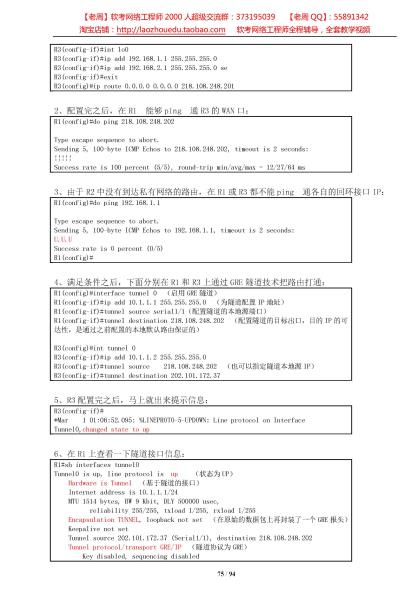 【老周】软考网络工程师 2000 人超级交流群：373195039 【老周 QQ】：55891342
淘宝店铺：http://laozhouedu.taobao.com 软考网络工程师全程辅导，全套教学视频
R3(config-if)#int lo0
R3(config-if)#ip add 192.168.1.1 255.255.255.0
R3(config-if)#ip add 192.168.2.1 255.255.255.0 se
R3(config-if)#exit
R3(config)#ip route 0.0.0.0 0.0.0.0 218.108.248.201
2、配置完之后，在 R1 能够 ping 通 R3 的 WAN 口：
R1(config)#do ping 218.108.248.202
Type escape sequence to abort.
Sending 5, 100-byte ICMP Echos to 218.108.248.202, timeout is 2 seconds:
!!!!!
Success rate is 100 percent (5/5), round-trip min/avg/max = 12/27/64 ms
3、由于 R2 中没有到达私有网络的路由，在 R1 或 R3 都不能 ping 通各自的回环接口 IP：
R1(config)#do ping 192.168.1.1
Type escape sequence to abort.
Sending 5, 100-byte ICMP Echos to 192.168.1.1, timeout is 2 seconds:
U.U.U
Success rate is 0 percent (0/5)
R1(config)#
4、满足条件之后，下面分别在 R1 和 R3 上通过 GRE 隧道技术把路由打通：
R1(config)#interface tunnel 0 （启用 GRE 隧道）
R1(config-if)#ip add 10.1.1.1 255.255.255.0 （为隧道配置 IP 地址）
R1(config-if)#tunnel source serial1/1 (配置隧道的本地源端口）
R1(config-if)#tunnel destination 218.108.248.202 （配置隧道的目标出口，目的 IP 的可
达性，是通过之前配置的本地默认路由保证的）
R3(config)#int tunnel 0
R3(config-if)#ip add 10.1.1.2 255.255.255.0
R3(config-if)#tunnel source 218.108.248.202 （也可以指定隧道本地源 IP）
R3(config-if)#tunnel destination 202.101.172.37
5、R3 配置完之后，马上就出来提示信息：
R3(config-if)#
*Mar 1 01:06:52.095: %LINEPROTO-5-UPDOWN: Line protocol on Interface
Tunnel0,changed state to up
6、在 R1 上查看一下隧道接口信息：
R1#sh interfaces tunnel0
Tunnel0 is up, line protocol is up （状态为 UP）
Hardware is Tunnel （基于隧道的接口）
Internet address is 10.1.1.1/24
MTU 1514 bytes, BW 9 Kbit, DLY 500000 usec,
reliability 255/255, txload 1/255, rxload 1/255
Encapsulation TUNNEL, loopback not set （在原始的数据包上再封装了一个 GRE 报头）
Keepalive not set
Tunnel source 202.101.172.37 (Serial1/1), destination 218.108.248.202
Tunnel protocol/transport GRE/IP （隧道协议为 GRE）
Key disabled, sequencing disabled
75 / 94